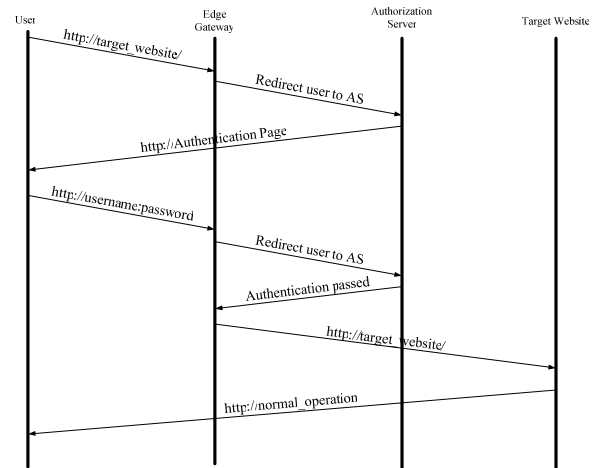 User
Edge
Gateway
Authorization
Server
Target Website
http://target_website/
Redirect user to AS
http://Authentication Page
http://username:password
Redirect user to AS
Authentication passed
http://target_website/
http://normal_operation